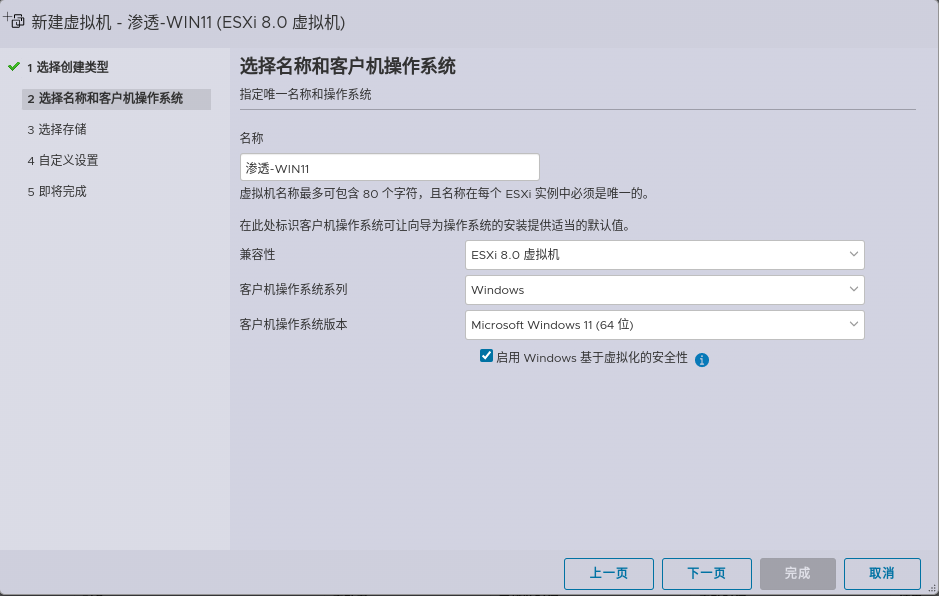 新建虚拟机 - 渗透-WIN11 (ESXi 8.0 虚拟机)
1 选择创建类型
2 选择名称和客户机操作系统
3 选择存储
4 自定义设置
5 即将完成
选择名称和客户机操作系统
指定唯一名称和操作系统
名称
渗透-WIN11
虚拟机名称最多可包含 80 个字符，且名称在每个 ESXi 实例中必须是唯一的。
在此处标识客户机操作系统可让向导为操作系统的安装提供适当的默认值。
兼容性
ESXi 8.0 虚拟机
客户机操作系统系列
Windows
客户机操作系统版本
Microsoft Windows 11 (64 位)
启用 Windows 基于虚拟化的安全性
上一页
下一页
完成
取消